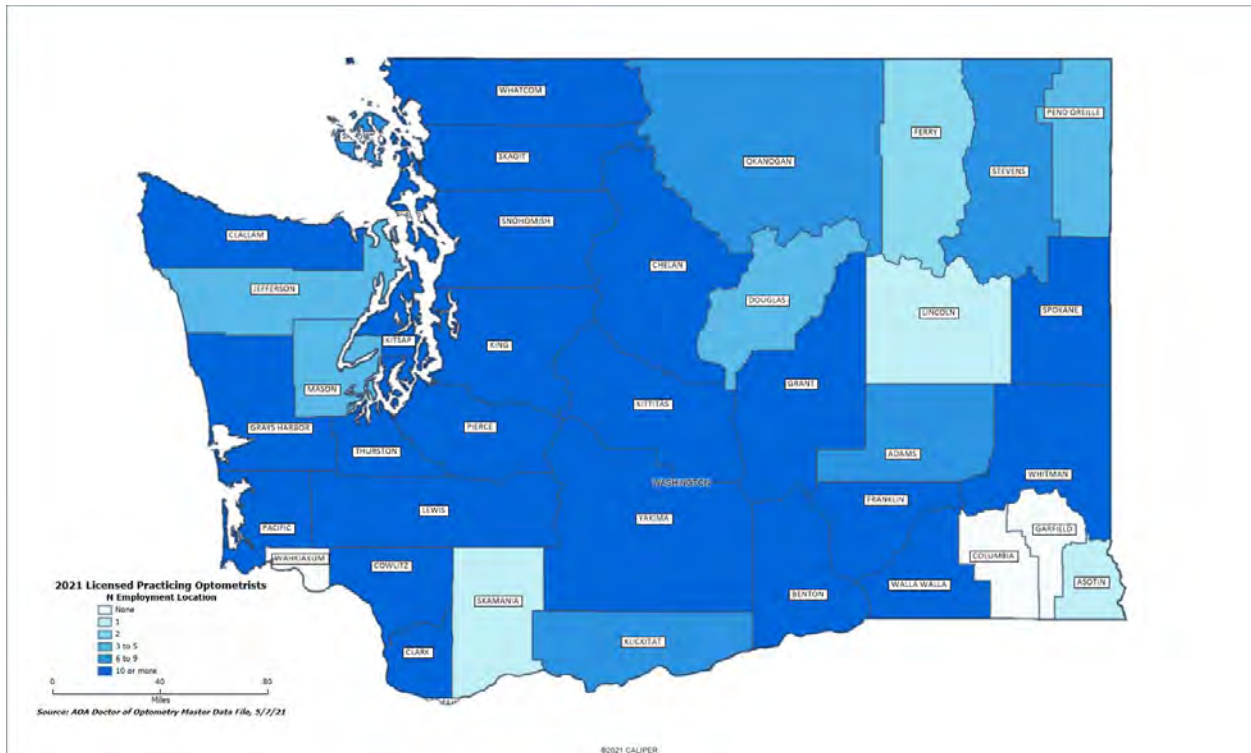 WHATCOM
PEND OREILLE
FERRY
SKAGIT
OKANOGAN
STEVENS
SNOHOMISH
CLALLAM
CHELAN
JEFFERSON
DOUGLAS
LINCOLN
SPOKANE
KITSAP
KING
MASON
GRANT
KITTITAS
GRAYS HARBOR
PIERCE
THURSTON
ADAMS
WASHINGTON
WHITMAN
LEWIS
YAKIMA
FRANKLIN
PACIFIC
GARFIELD
WAHKIAKUM
COWLITZ
COLUMBIA
ASOTIN
WALLA WALLA
SKAMANIA
BENTON
KLICKITAT
CLARK
2021 Licensed Practicing Optometrists
N Employment Location
None
1
2
3 to 5
6 to 9
10 or more
0 40 80
Miles
Source: AOA Doctor of Optometry Master Data File, 5/7/21
©2021 CALIPER